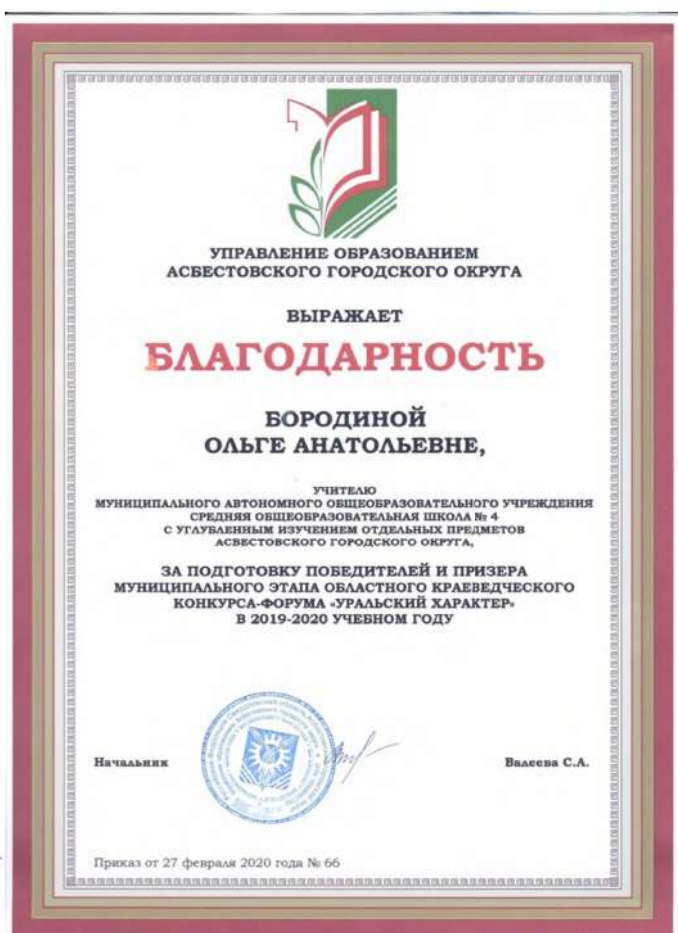 УПРАВЛЕНИЕ ОБРАЗОВАНИЕМ
АСБЕСТОВСКОГО ГОРОДСКОГО ОКРУГА
ВЫРАЖАЕТ
БЛАГОДАРНОСТЬ
БОРОДИНОЙ
ОЛЬГЕ АНАТОЛЬЕВНЕ,
УЧИТЕЛЮ
МУНИЦИПАЛЬНОГО АВТОНОМНОГО ОБЩЕОБРАЗОВАТЕЛЬНОГО УЧРЕЖДЕНИЯ
СРЕДНЯЯ ОБЩЕОБРАЗОВАТЕЛЬНАЯ ШКОЛА № 4
С УГЛУБЛЕННЫМ ИЗУЧЕНИЕМ ОТДЕЛЬНЫХ ПРЕДМЕТОВ
АСБЕСТОВСКОГО ГОРОДСКОГО ОКРУГА,
ЗА ПОДГОТОВКУ ПОБЕДИТЕЛЕЙ И ПРИЗЕРА
МУНИЦИПАЛЬНОГО ЭТАПА ОБЛАСТНОГО КРАЕВЕДЧЕСКОГО
КОНКУРСА-ФОРУМА «УРАЛЬСКИЙ ХАРАКТЕР»
В 2019-2020 УЧЕБНОМ ГОДУ
Начальник Валеева С.А.
Приказ от 27 февраля 2020 года № 66